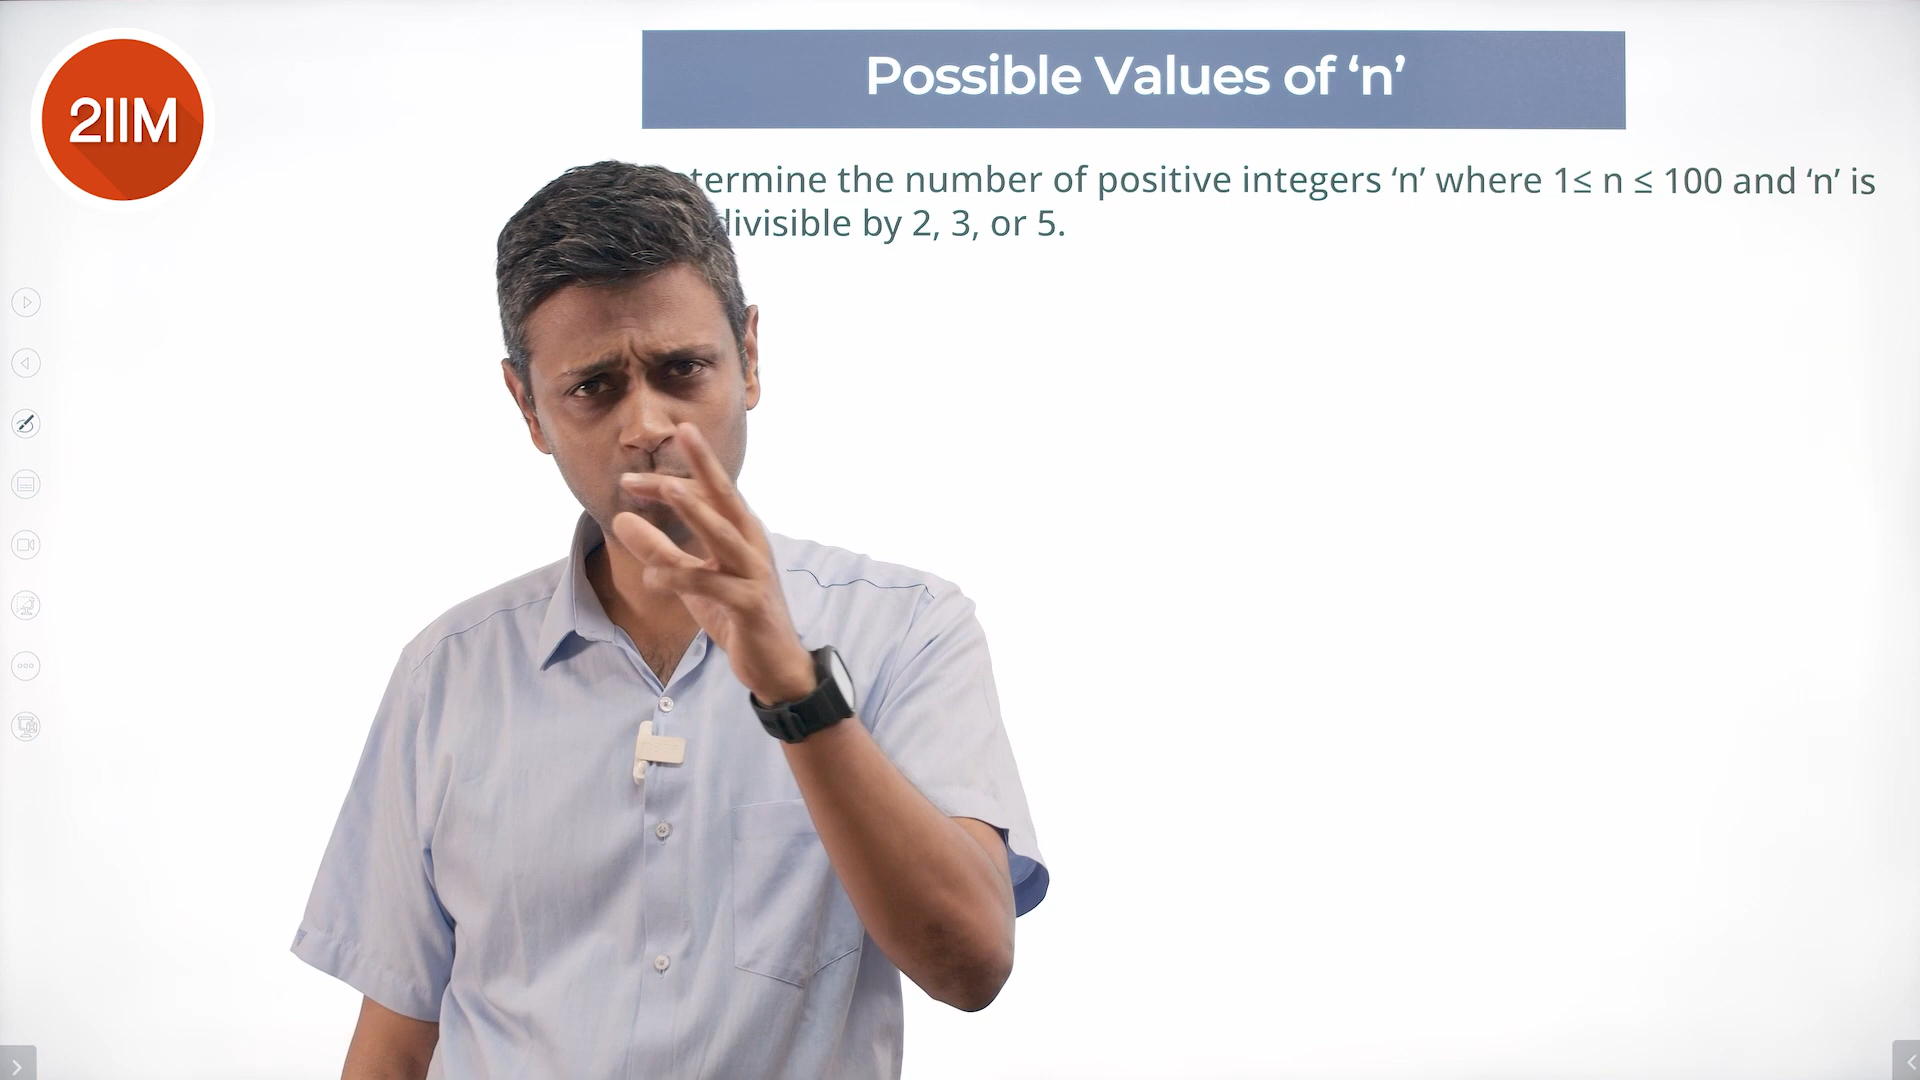 2IIM
Possible Values of ‘n’
termine the number of positive integers ‘n’ where 1≤ n ≤ 100 and ‘n’ is
divisible by 2, 3, or 5.